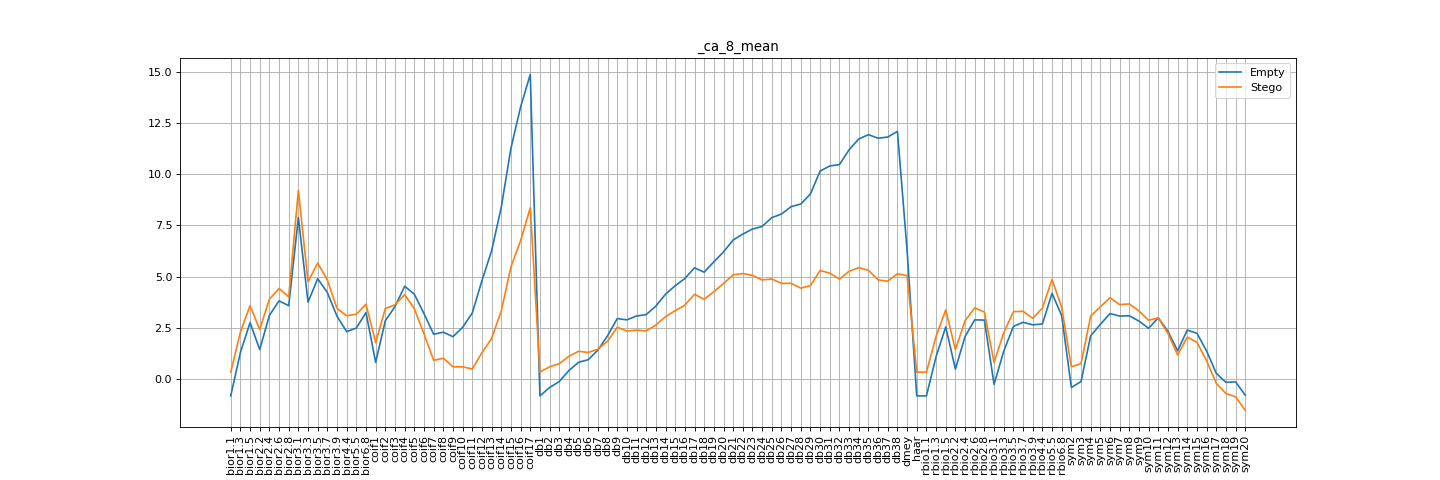 _ca_8_mean
15.0
12.5
10.0
7.5
5.0
2.5
0.0
Empty
Stego
bior1.1
bior1.3
bior1.5
bior2.2
bior2.4
bior2.6
bior2.8
bior3.1
bior3.3
bior3.5
bior3.7
bior3.9
bior4.4
bior5.5
bior6.8
coif1
coif2
coif3
coif4
coif5
coif6
coif7
coif8
coif9
coif10
coif11
coif12
coif13
coif14
coif15
coif16
coif17
db1
db2
db3
db4
db5
db6
db7
db8
db9
db10
db11
db12
db13
db14
db15
db16
db17
db18
db19
db20
db21
db22
db23
db24
db25
db26
db27
db28
db29
db30
db31
db32
db33
db34
db35
db36
db37
db38
dmey
haar
rbio1.1
rbio1.3
rbio1.5
rbio2.2
rbio2.4
rbio2.6
rbio2.8
rbio3.1
rbio3.3
rbio3.5
rbio3.7
rbio3.9
rbio4.4
rbio5.5
rbio6.8
sym2
sym3
sym4
sym5
sym6
sym7
sym8
sym9
sym10
sym11
sym12
sym13
sym14
sym15
sym16
sym17
sym18
sym19
sym20